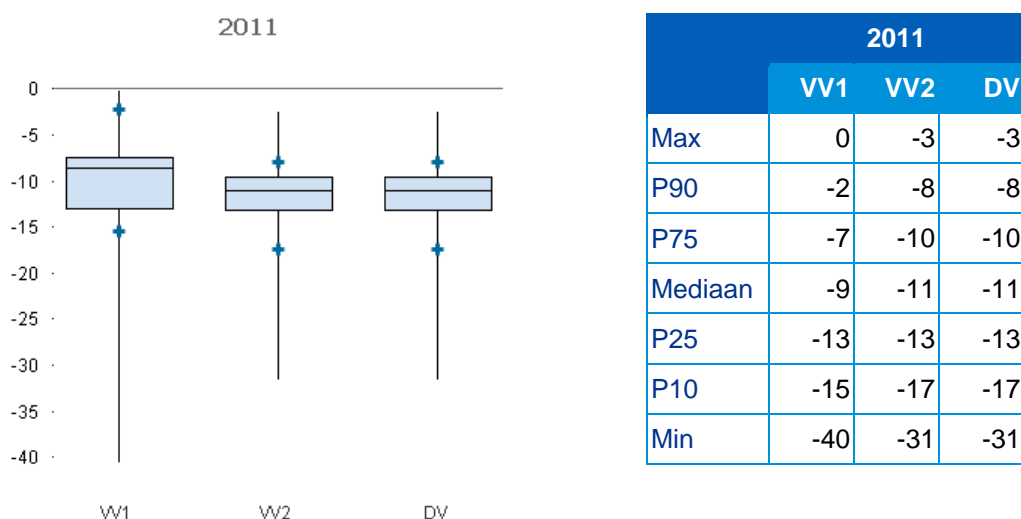 2011
0
-5
-10
-15
-20
-25
-30
-35
-40
VV1 VV2 DV
2011
VV1 VV2 DV
Max 0 -3 -3
P90 -2 -8 -8
P75 -7 -10 -10
Mediaan -9 -11 -11
P25 -13 -13 -13
P10 -15 -17 -17
Min -40 -31 -31